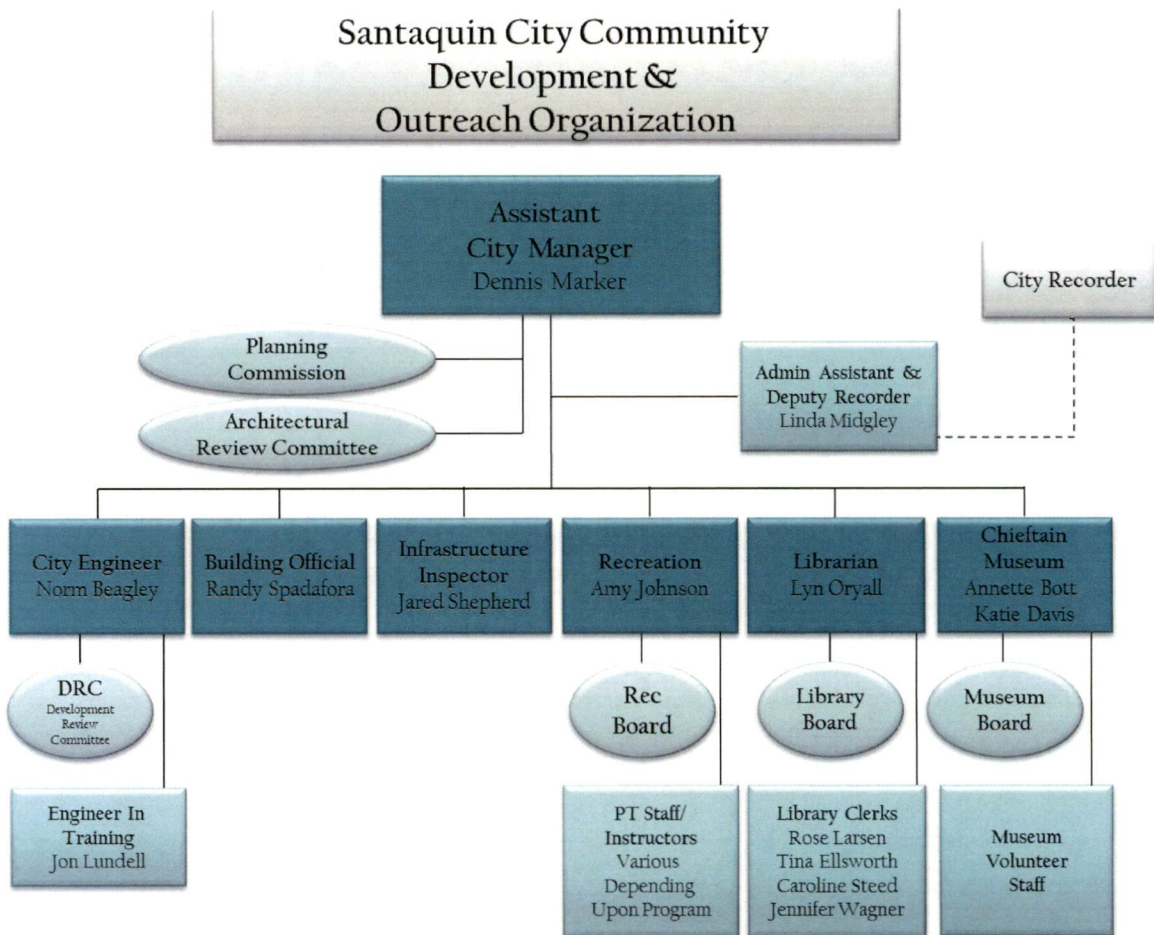 Santaquin City Community
Development &
Outreach Organization
Assistant
City Manager
Dennis Marker
City Recorder
Planning
Commission
Admin Assistant &
Deputy Recorder
Linda Midgley
Architectural
Review Committee
City Engineer
Norm Beagley
Building Official
Randy Spadafora
Infrastructure
Inspector
Jared Shepherd
Recreation
Amy Johnson
Librarian
Lyn Oryall
Chieftain
Museum
Annette Bott
Katie Davis
DRC
Development
Review
Committee
Rec
Board
Library
Board
Museum
Board
Engineer In
Training
Jon Lundell
PT Staff/
Instructors
Various
Depending
Upon Program
Library Clerks
Rose Larsen
Tina Ellsworth
Caroline Steed
Jennifer Wagner
Museum
Volunteer
Staff